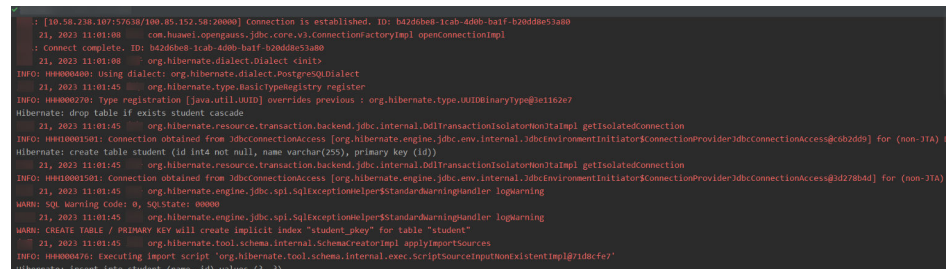 : [10.58.238.107:57638/100.85.152.58:20000] Connection is established. ID: b42d6be8-1cab-4d0b-ba1f-b20dd8e53a80
21, 2023 11:01:08 com.huawei.opengauss.jdbc.core.v3.ConnectionFactoryImpl openConnectionImpl
.: Connect complete. ID: b42d6be8-1cab-4d0b-ba1f-b20dd8e53a80
21, 2023 11:01:08 org.hibernate.dialect.Dialect <init>
INFO: HHH000400: Using dialect: org.hibernate.dialect.PostgreSQLDialect
21, 2023 11:01:45 org.hibernate.type.BasicTypeRegistry register
INFO: HHH000270: Type registration [java.util.UUID] overrides previous : org.hibernate.type.UUIDBinaryType@3e1162e7
Hibernate: drop table if exists student cascade
21, 2023 11:01:45 org.hibernate.resource.transaction.backend.jdbc.internal.DdlTransactionIsolatorNonJtaImpl getIsolatedConnection
INFO: HHH10001501: Connection obtained from JdbcConnectionAccess [org.hibernate.engine.jdbc.env.internal.JdbcEnvironmentInitiator$ConnectionProviderJdbcConnectionAccess@c6b2dd9] for (non-JTA)
Hibernate: create table student (id int4 not null, name varchar(255), primary key (id))
21, 2023 11:01:45 org.hibernate.resource.transaction.backend.jdbc.internal.DdlTransactionIsolatorNonJtaImpl getIsolatedConnection
INFO: HHH10001501: Connection obtained from JdbcConnectionAccess [org.hibernate.engine.jdbc.env.internal.JdbcEnvironmentInitiator$ConnectionProviderJdbcConnectionAccess@3d278b4d] for (non-JTA)
21, 2023 11:01:45 org.hibernate.engine.jdbc.spi.SqlExceptionHelper$StandardWarningHandler logWarning
WARN: SQL Warning Code: 0, SQLState: 00000
21, 2023 11:01:45 org.hibernate.engine.jdbc.spi.SqlExceptionHelper$StandardWarningHandler logWarning
WARN: CREATE TABLE / PRIMARY KEY will create implicit index "student_pkey" for table "student"
21, 2023 11:01:45 org.hibernate.tool.schema.internal.SchemaCreatorImpl applyImportSources
INFO: HHH000476: Executing import script 'org.hibernate.tool.schema.internal.exec.ScriptSourceInputNonExistentImpl@71d8cfe7'
Hibernate: insert into student (name, id) values (?, ?)